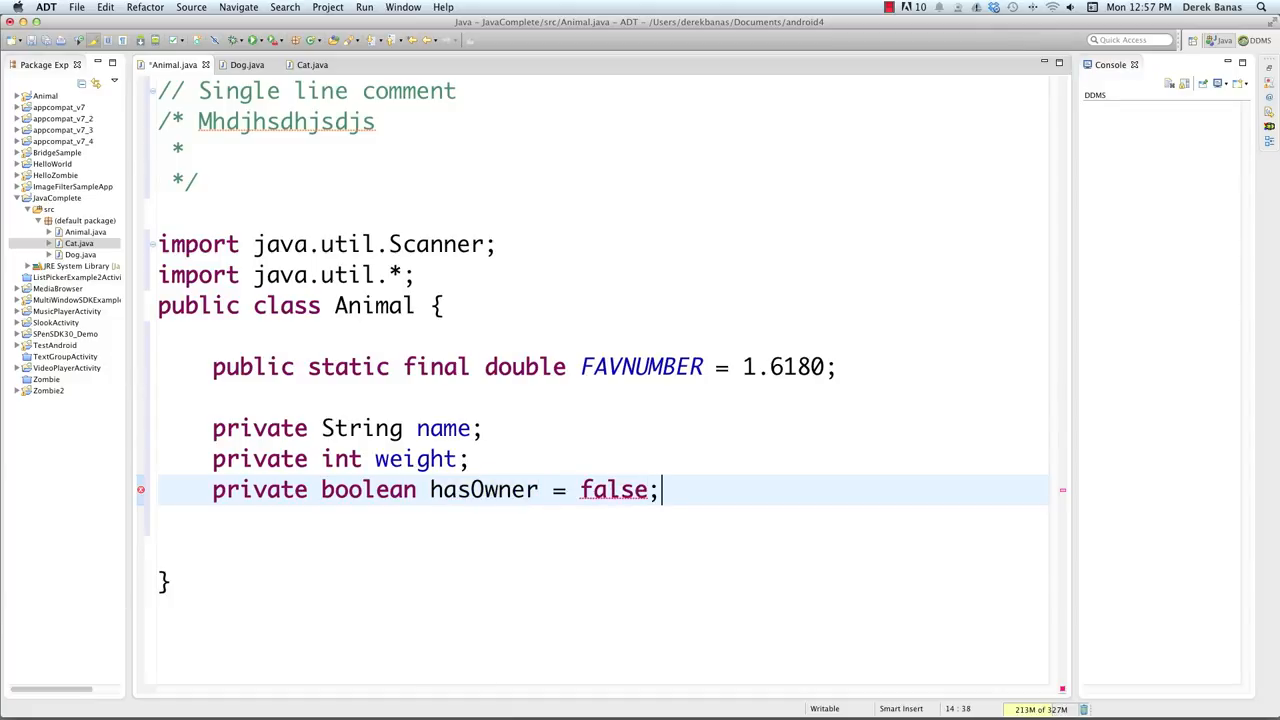 ADT File Edit Refactor Source Navigate Search Project Run Window Help 10 Mon 12:57 PM Derek Banas
Java - JavaComplete/src/Animal.java - ADT - /Users/derekbanas/Documents/android4
Quick Access Java DDMS
Package Exp
*Animal.java Dog.java Cat.java
Console
DDMS
Animal
appcompat_v7
appcompat_v7_2
appcompat_v7_3
appcompat_v7_4
BridgeSample
HelloWorld
HelloZombie
ImageFilterSampleApp
JavaComplete
src
(default package)
Animal.java
Cat.java
Dog.java
JRE System Library [Ja
ListPickerExample2Activi
MediaBrowser
MultiWindowSDKExample
MusicPlayerActivity
SlookActivity
SPenSDK30_Demo
TestAndroid
TextGroupActivity
VideoPlayerActivity
Zombie
Zombie2
// Single line comment
/* Mhdjhsdhjsdjs
*
*/
import java.util.Scanner;
import java.util.*;
public class Animal {
public static final double FAVNUMBER = 1.6180;
private String name;
private int weight;
private boolean hasOwner = false;
}
Writable Smart Insert 14 : 38 213M of 327M